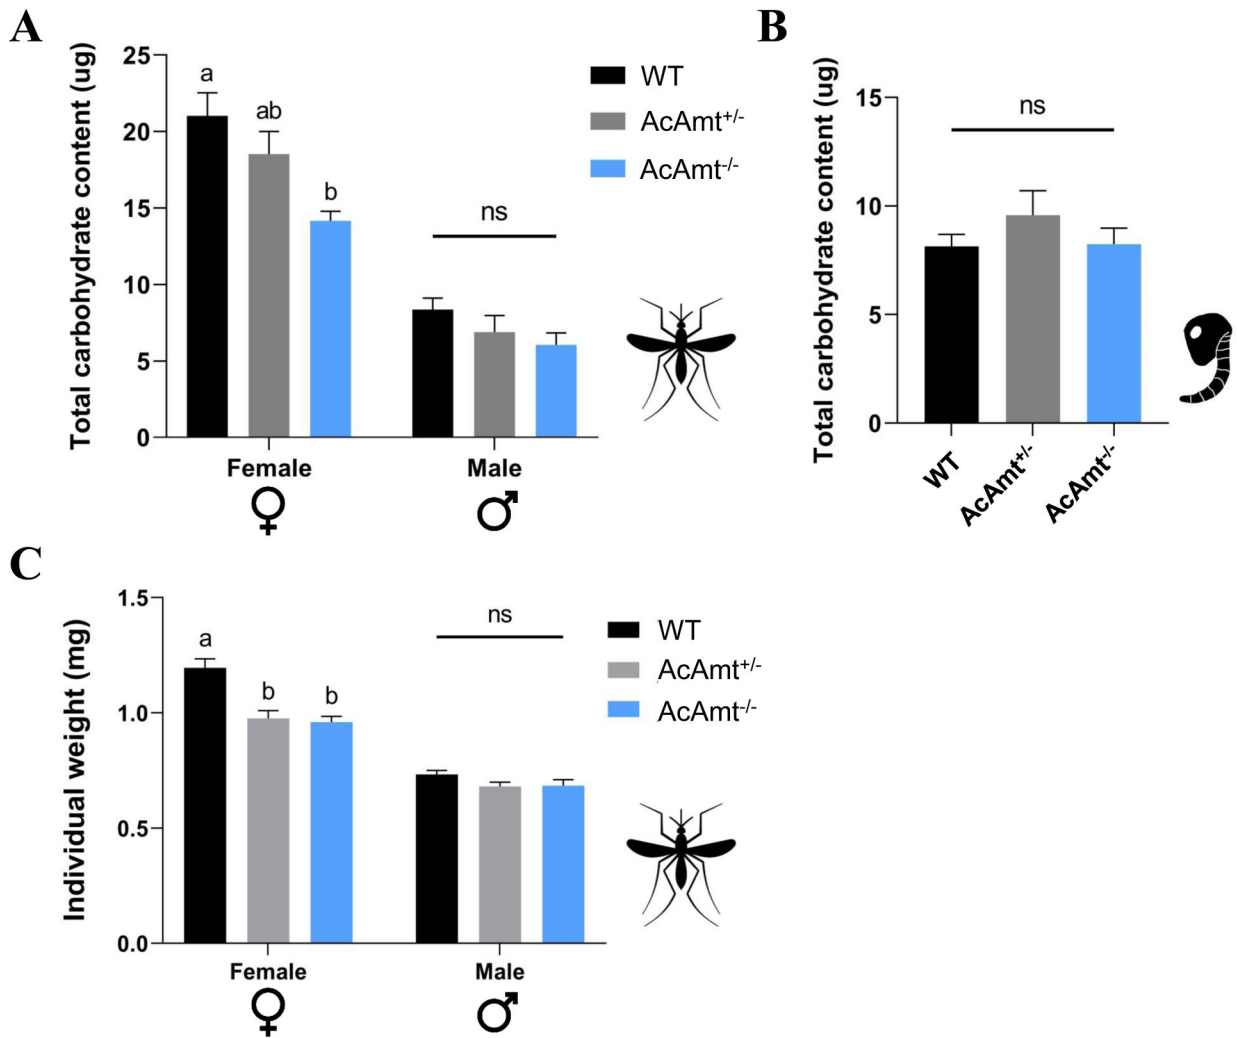 A
Total carbohydrate content (ug)
25
20
15
10
5
0
a
ab
b
ns
WT
AcAmt+/-
AcAmt-/-
Female
Male
♀
♂
B
Total carbohydrate content (ug)
15
10
5
0
ns
WT
AcAmt+/-
AcAmt-/-
C
Individual weight (mg)
1.5
1.0
0.5
0.0
a
b
b
ns
WT
AcAmt+/-
AcAmt-/-
Female
Male
♀
♂